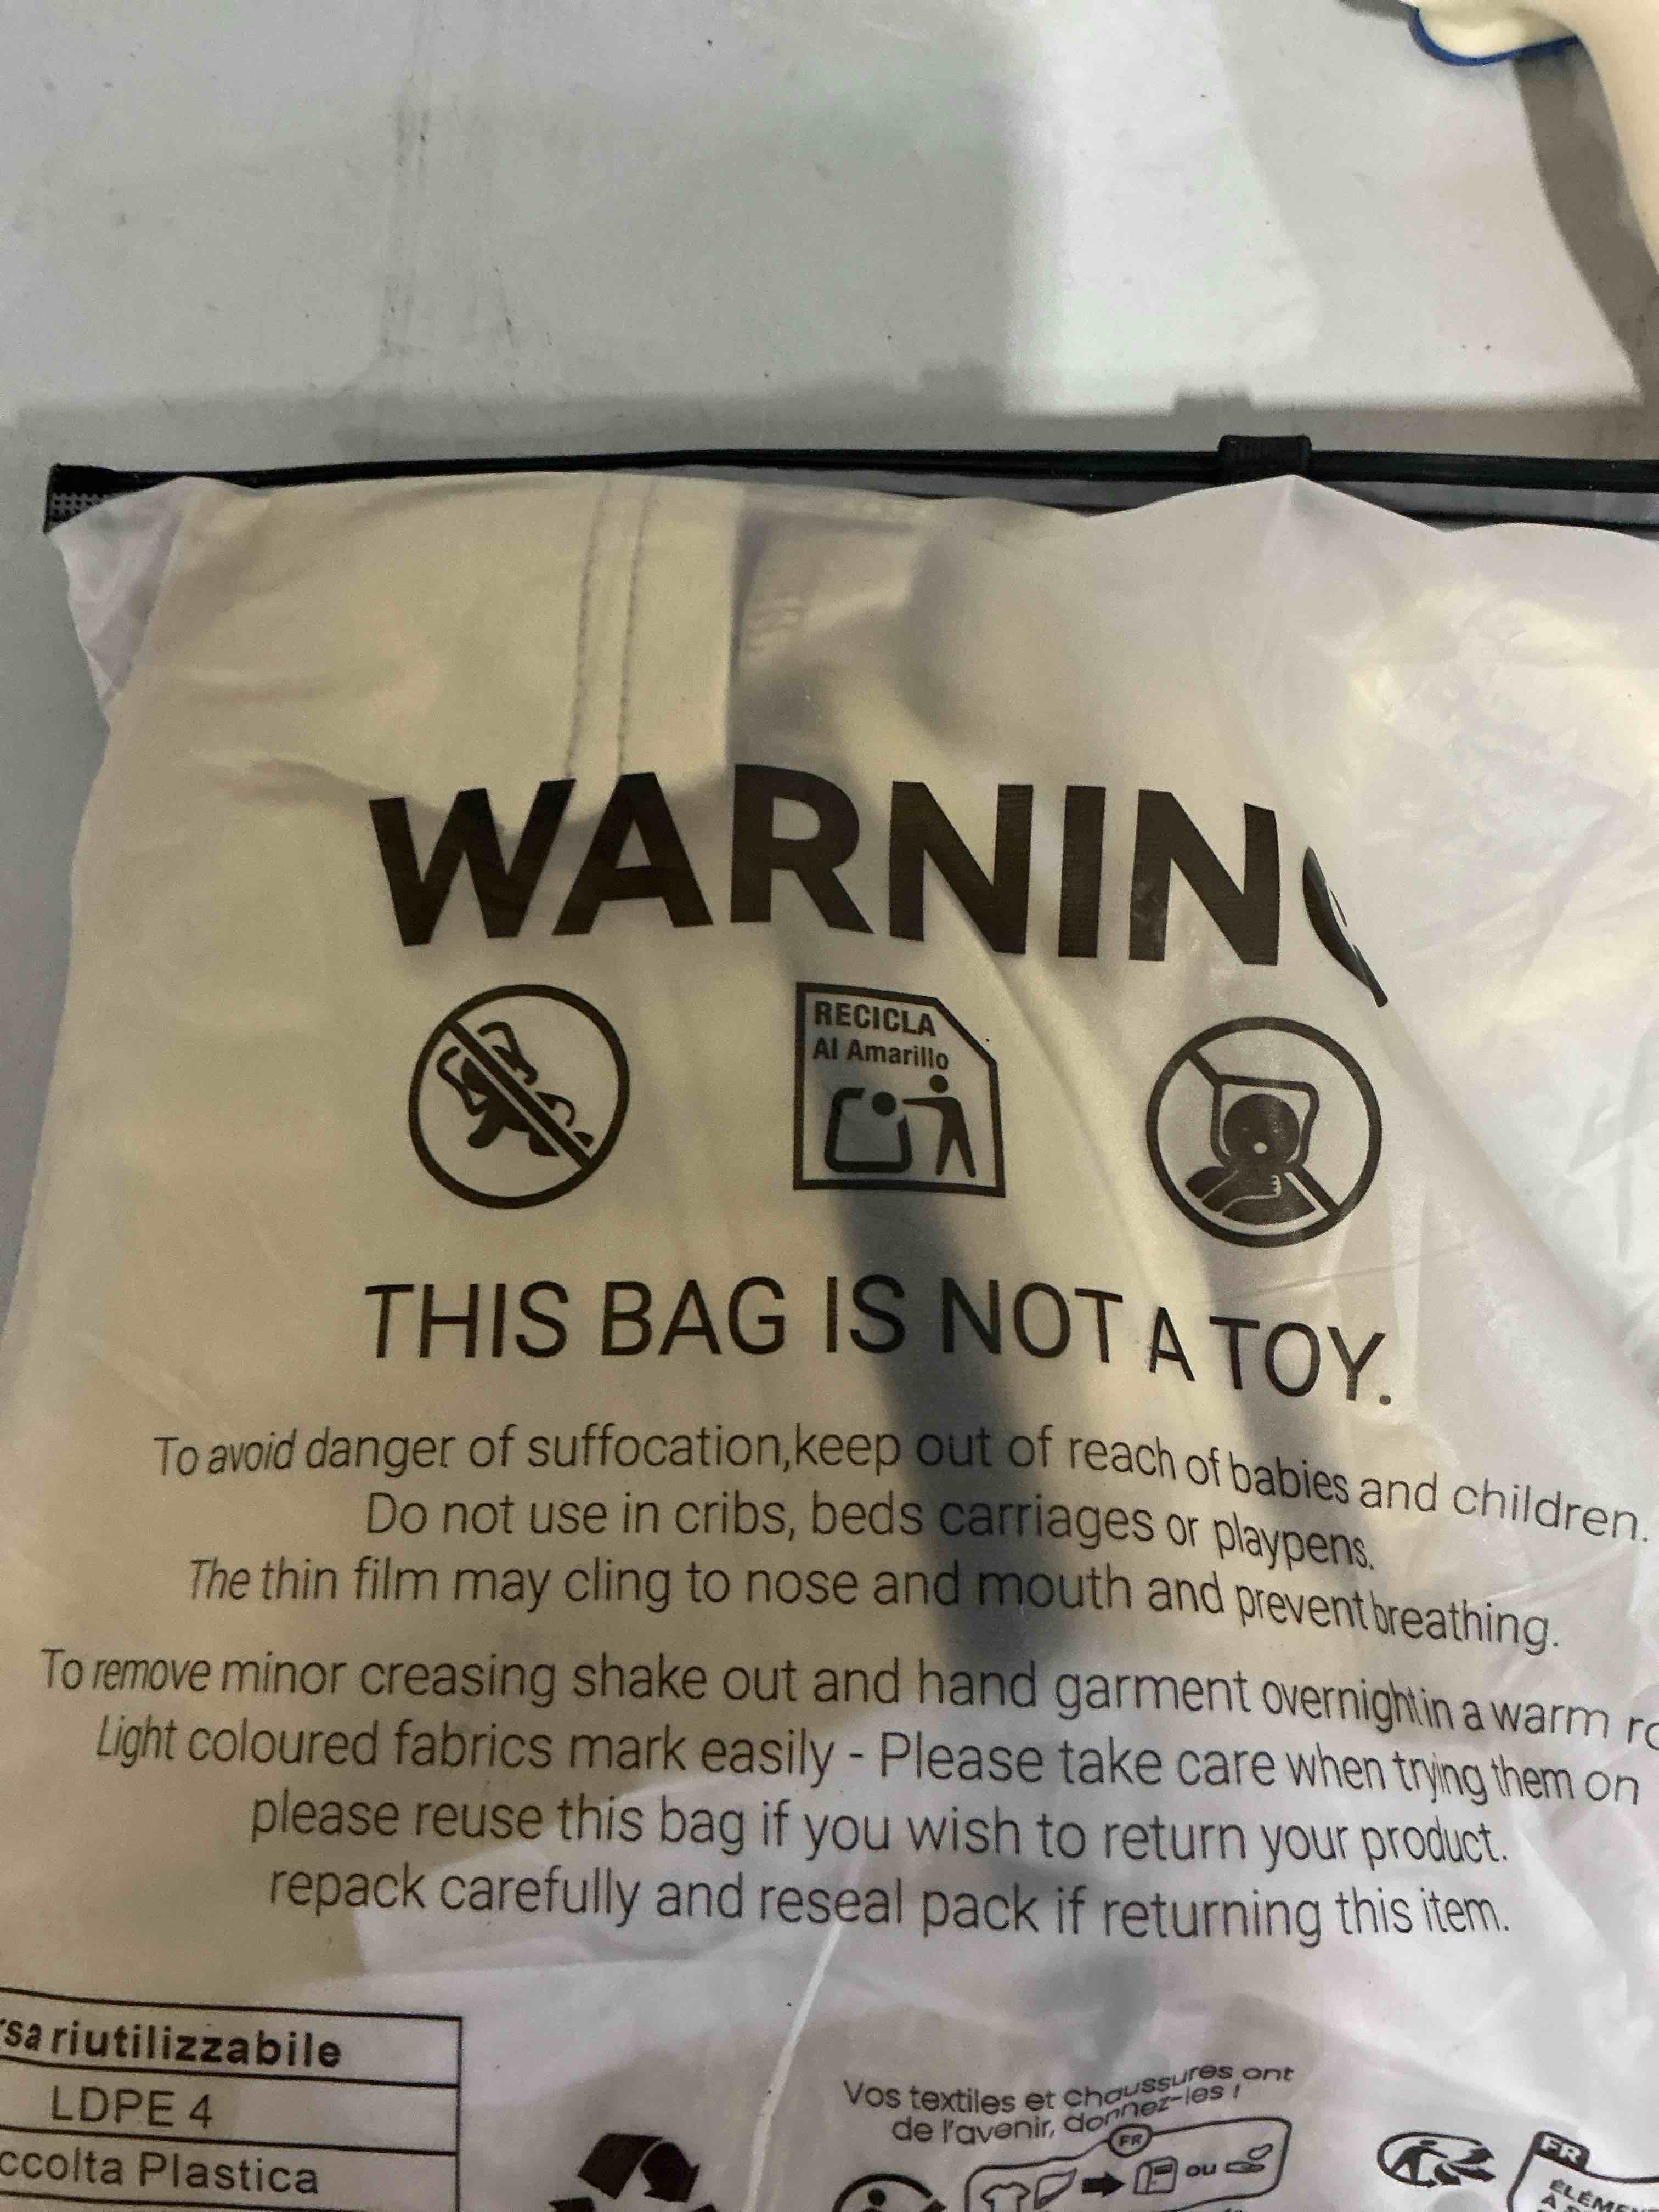 WARNIN
RECICLA
Al Amarillo
THIS BAG IS NOT A TOY.
To avoid danger of suffocation,keep out of reach of babies and children.
Do not use in cribs, beds carriages or playpens.
The thin film may cling to nose and mouth and prevent breathing.
To remove minor creasing shake out and hand garment overnight in a warm
Light coloured fabrics mark easily - Please take care when trying them on
please reuse this bag if you wish to return your product.
repack carefully and reseal pack if returning this item.
riutilizzabile
LDPE 4
Plastica
Vos textiles et chaussures ont
de l'avenir, donnez-les !
FR
ou
FR